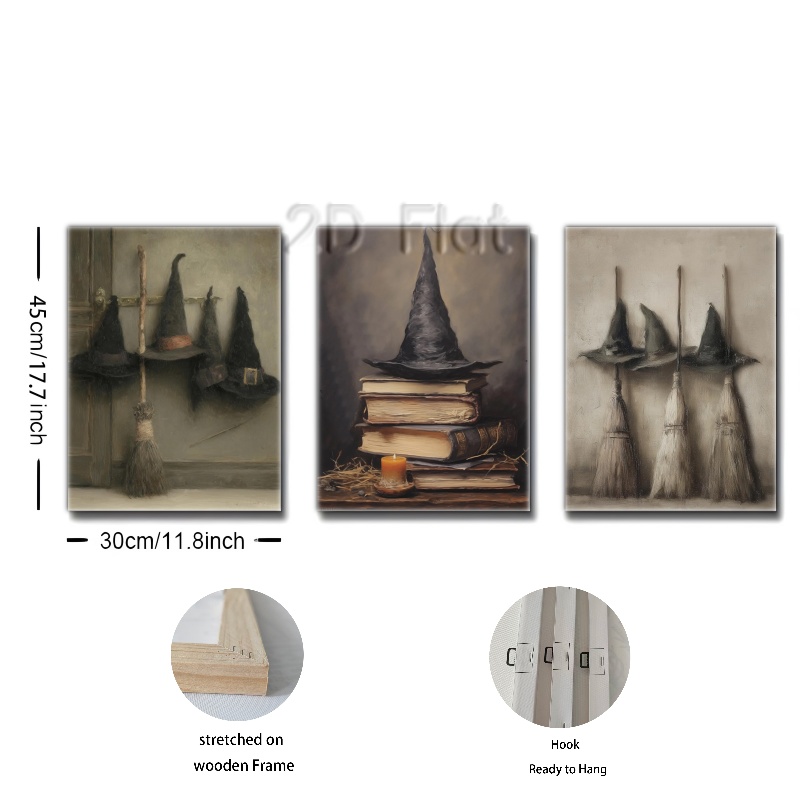 2D Flat
45cm/17.7inch
30cm/11.8inch
stretched on
wooden Frame
Hook
Ready to Hang